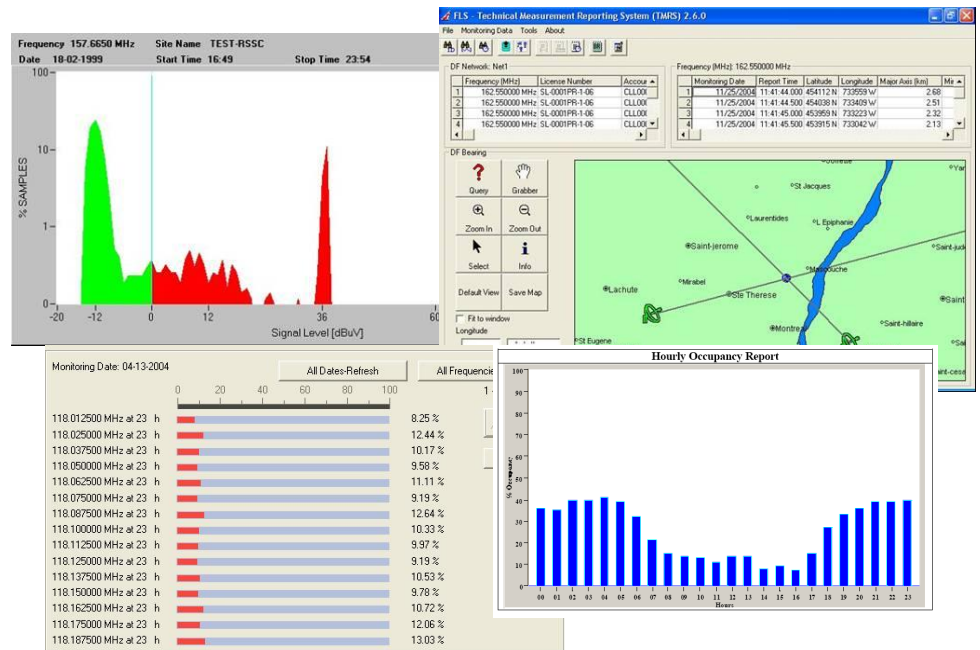 Frequency 157.6650 MHz Site Name TEST-RSSC
Date 18-02-1999 Start Time 16:49 Stop Time 23:54
100
10
1
0
% SAMPLES
-20 -12 0 12 36 60
Signal Level [dBuV]
FLS - Technical Measurement Reporting System (TMRS) 2.6.0
File Monitoring Data Tools About
DF Network: Net1
Frequency (MHz) License Number Accou
1 162.550000 MHz SL-0001PR-1-06 CLL00(
2 162.550000 MHz SL-0001PR-1-06 CLL00(
3 162.550000 MHz SL-0001PR-1-06 CLL00(
4 162.550000 MHz SL-0001PR-1-06 CLL00(
Frequency (MHz): 162.550000 MHz
Monitoring Date Report Time Latitude Longitude Major Axis (km) Mi
1 11/25/2004 11:41:44.000 454112 N 733559 W 2.68
2 11/25/2004 11:41:44.500 454038 N 733409 W 2.51
3 11/25/2004 11:41:45.000 453959 N 733223 W 2.32
4 11/25/2004 11:41:45.500 453915 N 733042 W 2.13
DF Bearing
Query Grabber
Zoom In Zoom Out
Select Info
Default View Save Map
Fit to window
Longitude
St Jacques
Laurentides
L Epiphanie
Saint-jerome
Saint-jud
Mascouche
Mirabel
Lachute
Ste Therese
Saint
Montrea
Saint-hilaire
St Eugene
int-cesa
Monitoring Date: 04-13-2004
All Dates-Refresh All Frequencie
0 20 40 60 80 100
118.012500 MHz at 23 h 8.25 %
118.025000 MHz at 23 h 12.44 %
118.037500 MHz at 23 h 10.17 %
118.050000 MHz at 23 h 9.58 %
118.062500 MHz at 23 h 11.11 %
118.075000 MHz at 23 h 9.19 %
118.087500 MHz at 23 h 12.64 %
118.100000 MHz at 23 h 10.33 %
118.112500 MHz at 23 h 9.97 %
118.125000 MHz at 23 h 9.19 %
118.137500 MHz at 23 h 10.53 %
118.150000 MHz at 23 h 9.78 %
118.162500 MHz at 23 h 10.72 %
118.175000 MHz at 23 h 12.06 %
118.187500 MHz at 23 h 13.03 %
Hourly Occupancy Report
100
90
80
70
60
50
40
30
20
10
0
% Occupancy
00 01 02 03 04 05 06 07 08 09 10 11 12 13 14 15 16 17 18 19 20 21 22 23
Hours